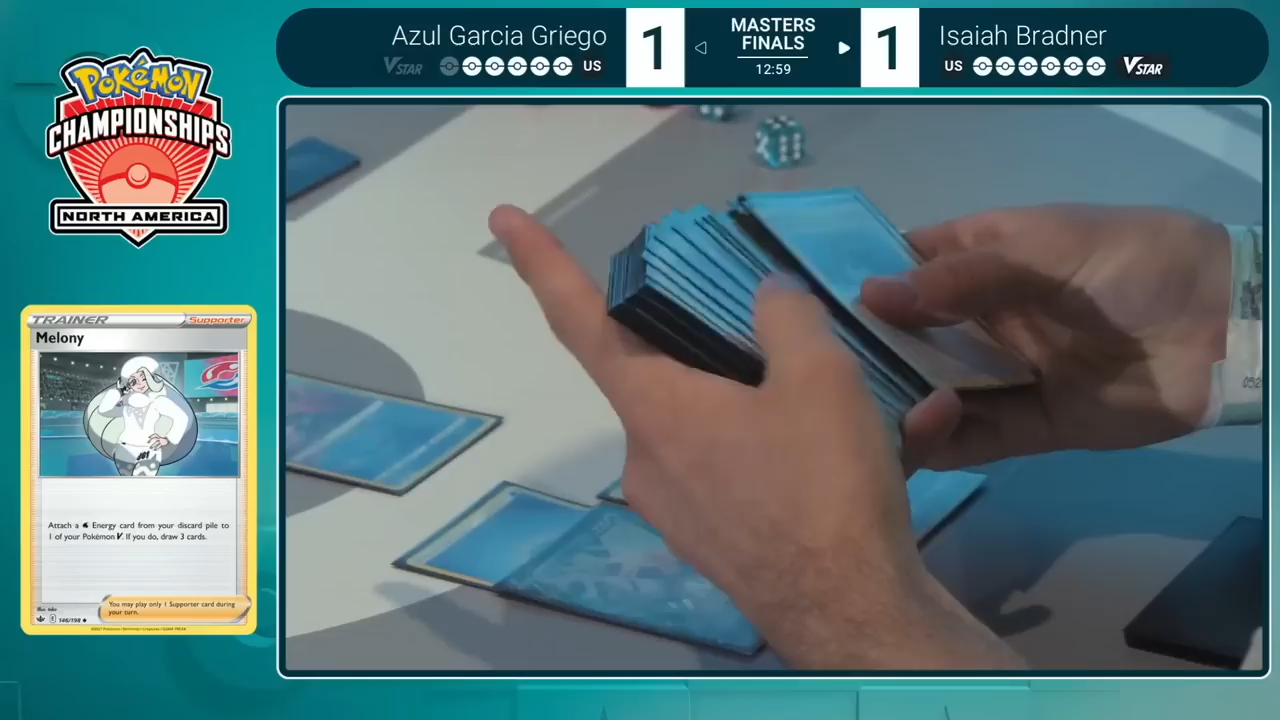 Pokémon
CHAMPIONSHIPS
NORTH AMERICA
Azul Garcia Griego
VSTAR
US
1
MASTERS
FINALS
12:59
1
Isaiah Bradner
US
VSTAR
TRAINER
Supporter
Melony
Attach a Energy card from your discard pile to
1 of your Pokémon V. If you do, draw 3 cards.
You may play only 1 Supporter card during
your turn.
146/198